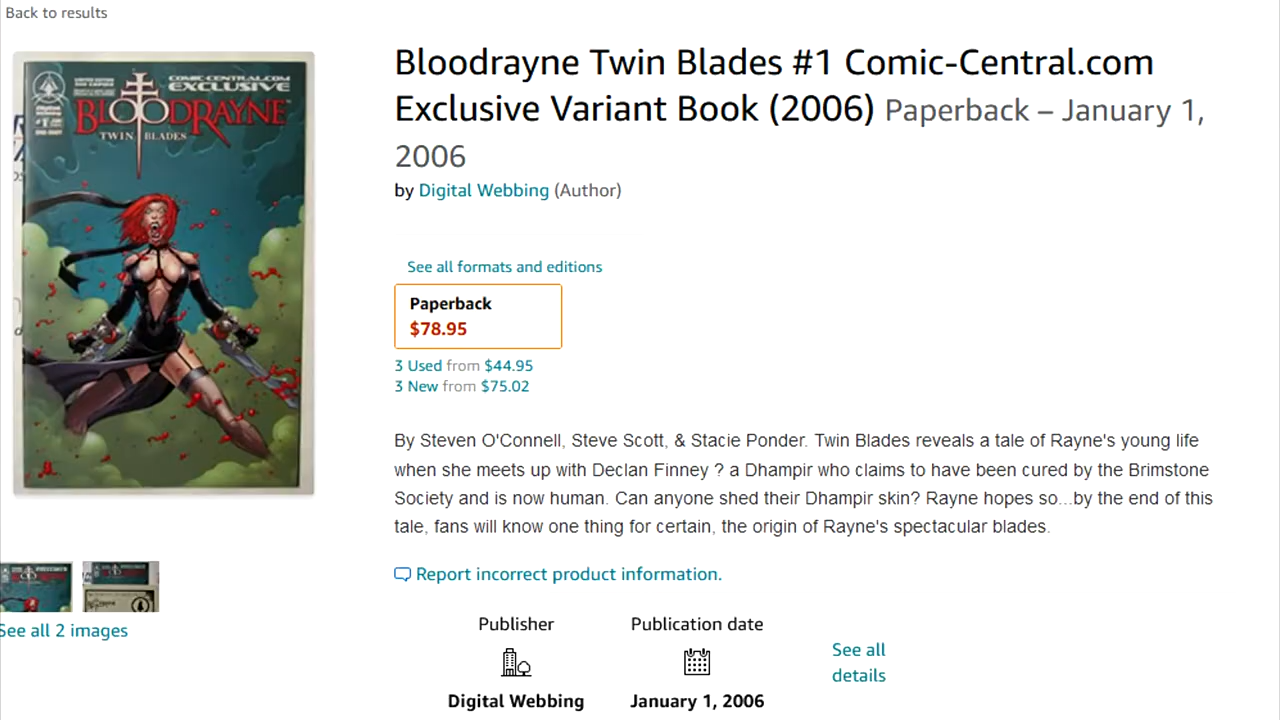 Back to results
COMIC-CENTRAL.COM
EXCLUSIVE
BLOODRAYNE
TWIN BLADES
Bloodrayne Twin Blades #1 Comic-Central.com
Exclusive Variant Book (2006) Paperback – January 1,
2006
by Digital Webbing (Author)
See all formats and editions
Paperback
$78.95
3 Used from $44.95
3 New from $75.02
By Steven O'Connell, Steve Scott, & Stacie Ponder. Twin Blades reveals a tale of Rayne's young life
when she meets up with Declan Finney ? a Dhampir who claims to have been cured by the Brimstone
Society and is now human. Can anyone shed their Dhampir skin? Rayne hopes so...by the end of this
tale, fans will know one thing for certain, the origin of Rayne's spectacular blades.
Report incorrect product information.
See all 2 images
Publisher
Digital Webbing
Publication date
January 1, 2006
See all
details